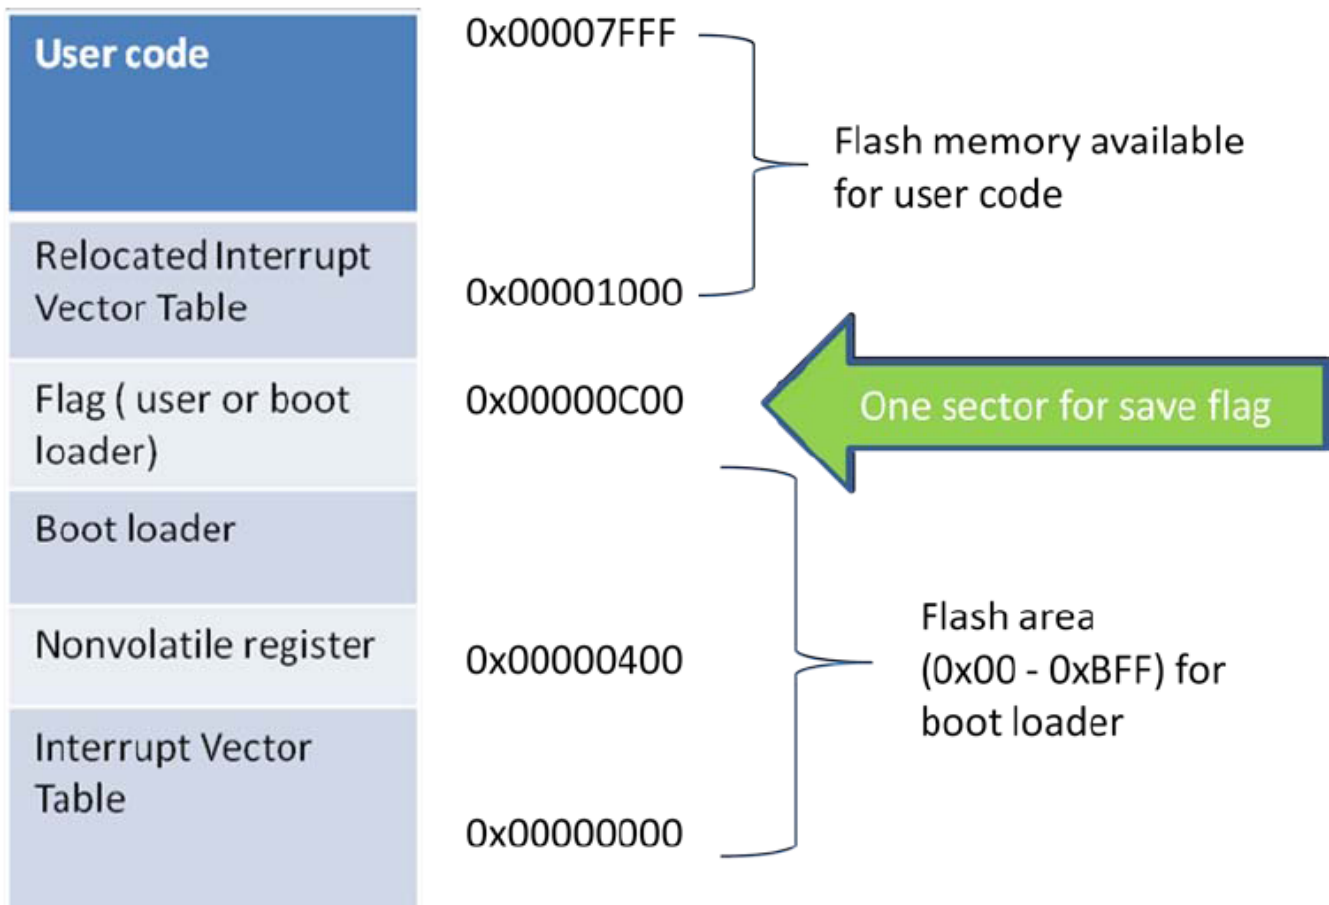 User code
0x00007FFF
Flash memory available
for user code
Relocated Interrupt
Vector Table
0x00001000
Flag ( user or boot
loader)
0x00000C00
One sector for save flag
Boot loader
Nonvolatile register
0x00000400
Flash area
(0x00 - 0xBFF) for
boot loader
Interrupt Vector
Table
0x00000000